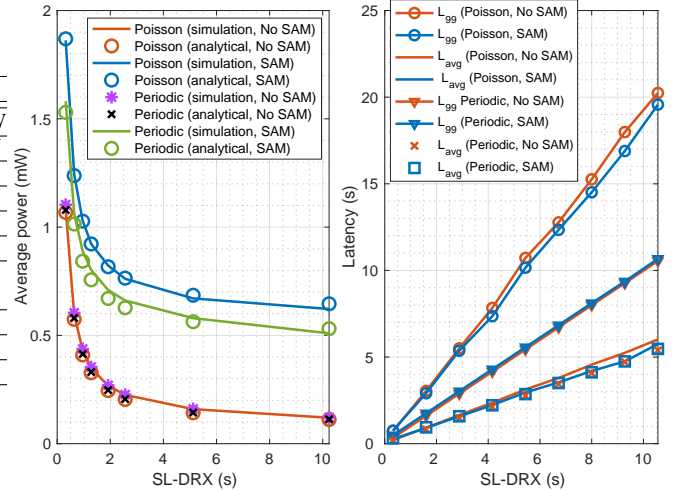 Poisson (simulation, No SAM)
Poisson (analytical, No SAM)
Poisson (simulation, SAM)
Poisson (analytical, SAM)
Periodic (simulation, No SAM)
Periodic (analytical, No SAM)
Periodic (simulation, SAM)
Periodic (analytical, SAM)
Average power (mW)
2
1.5
1
0.5
0
0 2 4 6 8 10
SL-DRX (s)
L99 (Poisson, No SAM)
L99 (Poisson, SAM)
Lavg (Poisson, No SAM)
Lavg (Poisson, SAM)
L99 Periodic, No SAM)
L99 (Periodic, SAM)
Lavg (Periodic, No SAM)
Lavg (Periodic, SAM)
Latency (s)
25
20
15
10
5
0
0 2 4 6 8 10
SL-DRX (s)